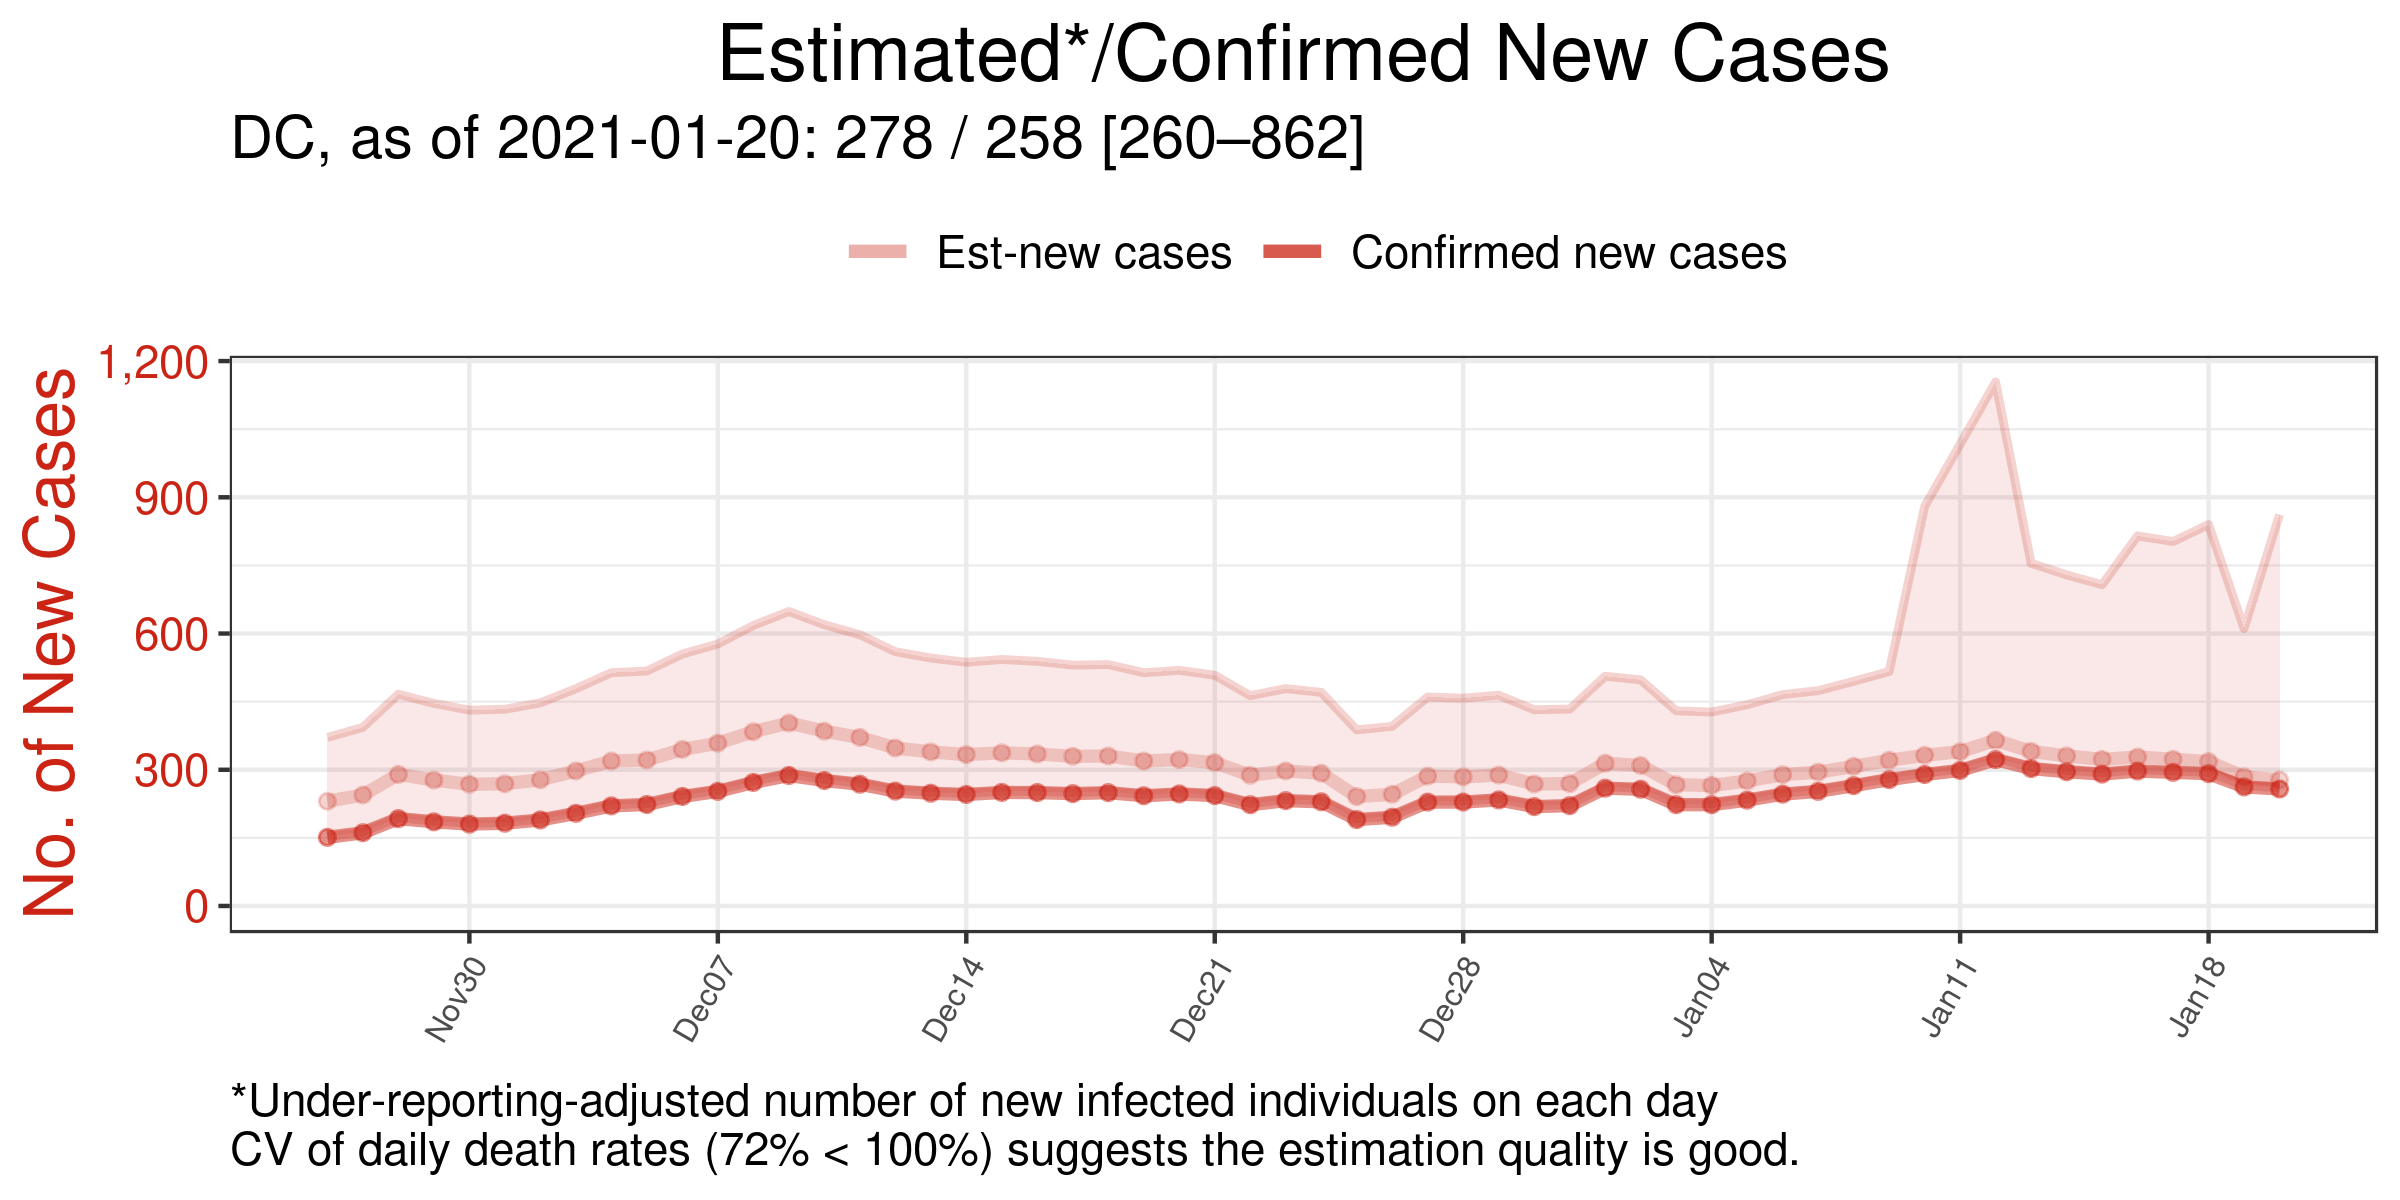 Estimated*/Confirmed New Cases
DC, as of 2021-01-20: 278 / 258 [260–862]
Est-new cases
Confirmed new cases
No. of New Cases
1,200
900
600
300
0
Nov30
Dec07
Dec14
Dec21
Dec28
Jan04
Jan11
Jan18
*Under-reporting-adjusted number of new infected individuals on each day
CV of daily death rates (72% < 100%) suggests the estimation quality is good.